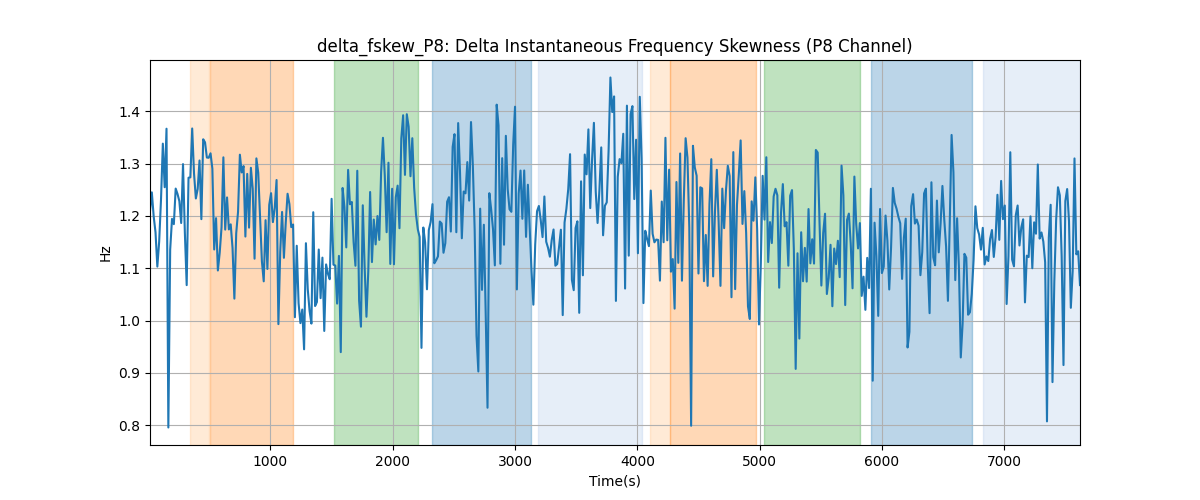 delta_fskew_P8: Delta Instantaneous Frequency Skewness (P8 Channel)
Hz
1.4
1.3
1.2
1.1
1.0
0.9
0.8
1000 2000 3000 4000 5000 6000 7000
Time(s)